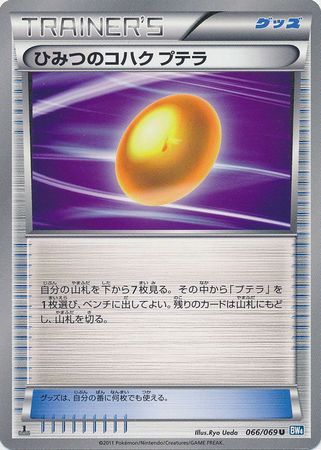 TRAINER'S
グッズ
ひみつのコハク プテラ
自分の山札を下から7枚見る。その中から「プテラ」を
1枚選び、ベンチに出してよい。残りのカードは山札にもど
し、山札を切る。
グッズは、自分の番に何枚でも使える。
Illus.Ryo Ueda 066/069 U BW4
©2011 Pokémon/Nintendo/Creatures/GAME FREAK.